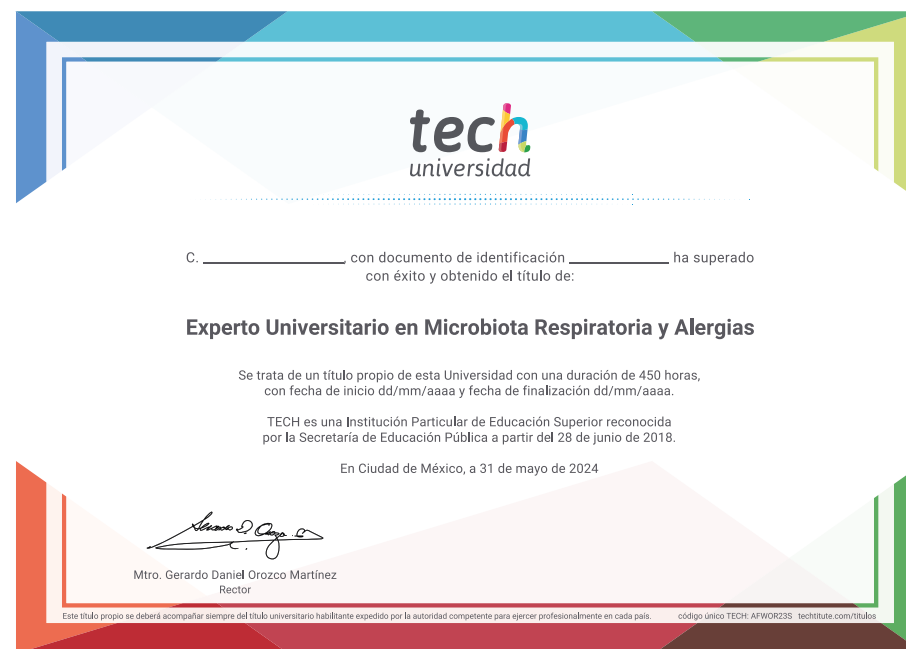 tech
universidad
C. ____________________, con documento de identificación ______________ ha superado
con éxito y obtenido el título de:
Experto Universitario en Microbiota Respiratoria y Alergias
Se trata de un título propio de esta Universidad con una duración de 450 horas,
con fecha de inicio dd/mm/aaaa y fecha de finalización dd/mm/aaaa.
TECH es una Institución Particular de Educación Superior reconocida
por la Secretaría de Educación Pública a partir del 28 de junio de 2018.
En Ciudad de México, a 31 de mayo de 2024
Mtro. Gerardo Daniel Orozco Martínez
Rector
Este título propio se deberá acompañar siempre del título universitario habilitante expedido por la autoridad competente para ejercer profesionalmente en cada país. código único TECH: AFWOR23S techtitute.com/titulos